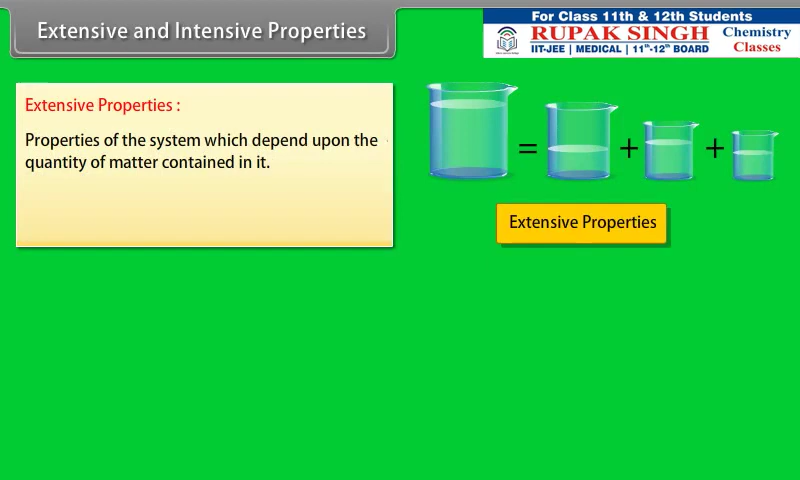 Extensive and Intensive Properties
For Class 11th & 12th Students
RUPAK SINGH
IIT-JEE | MEDICAL | 11th-12th BOARD
Chemistry
Classes
Extensive Properties :
Properties of the system which depend upon the
quantity of matter contained in it.
= + +
Extensive Properties